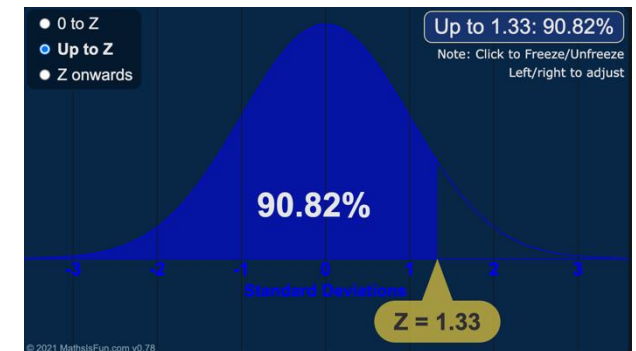 0 to Z
Up to Z
Z onwards
Up to 1.33: 90.82%
Note: Click to Freeze/Unfreeze
Left/right to adjust
90.82%
-3 -2 -1 0 1 2 3
Standard Deviations
Z = 1.33
© 2021 MathsIsFun.com v0.78